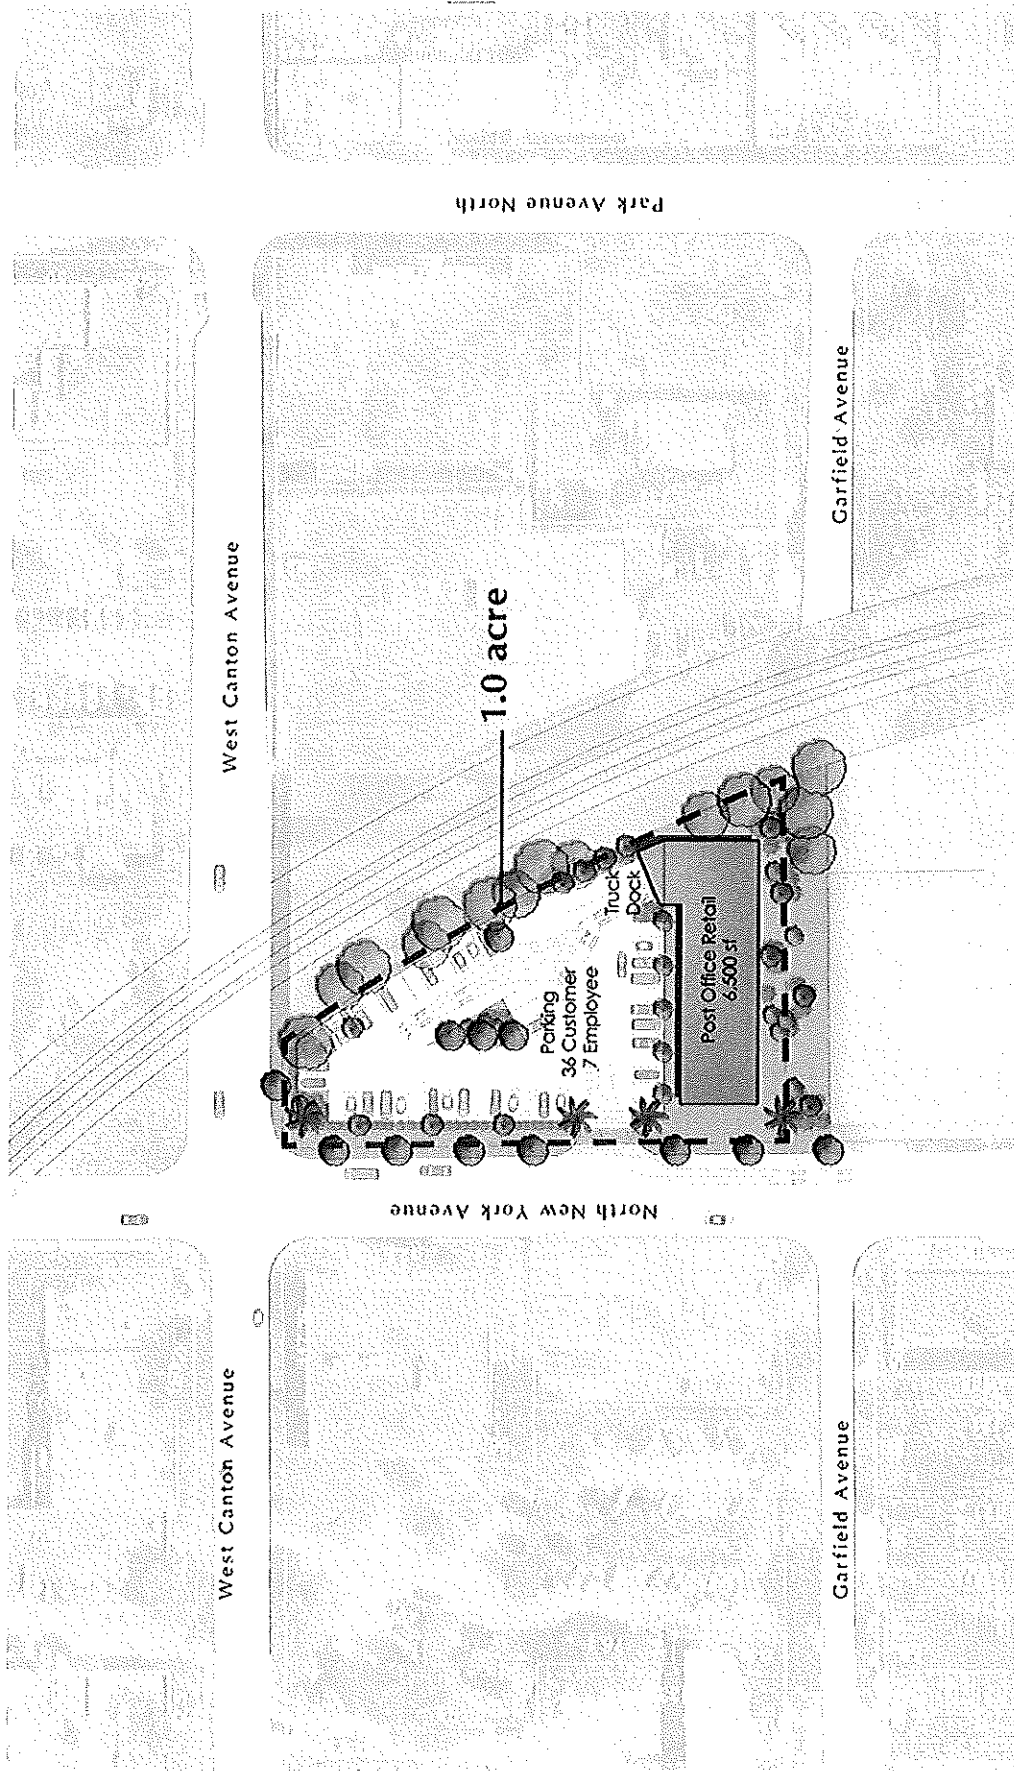 Park Avenue North
West Canton Avenue
Garfield Avenue
1.0 acre
Truck
Dock
Parking
36 Customer
7 Employee
Post Office Retail
6,500 sf
North New York Avenue
West Canton Avenue
Garfield Avenue